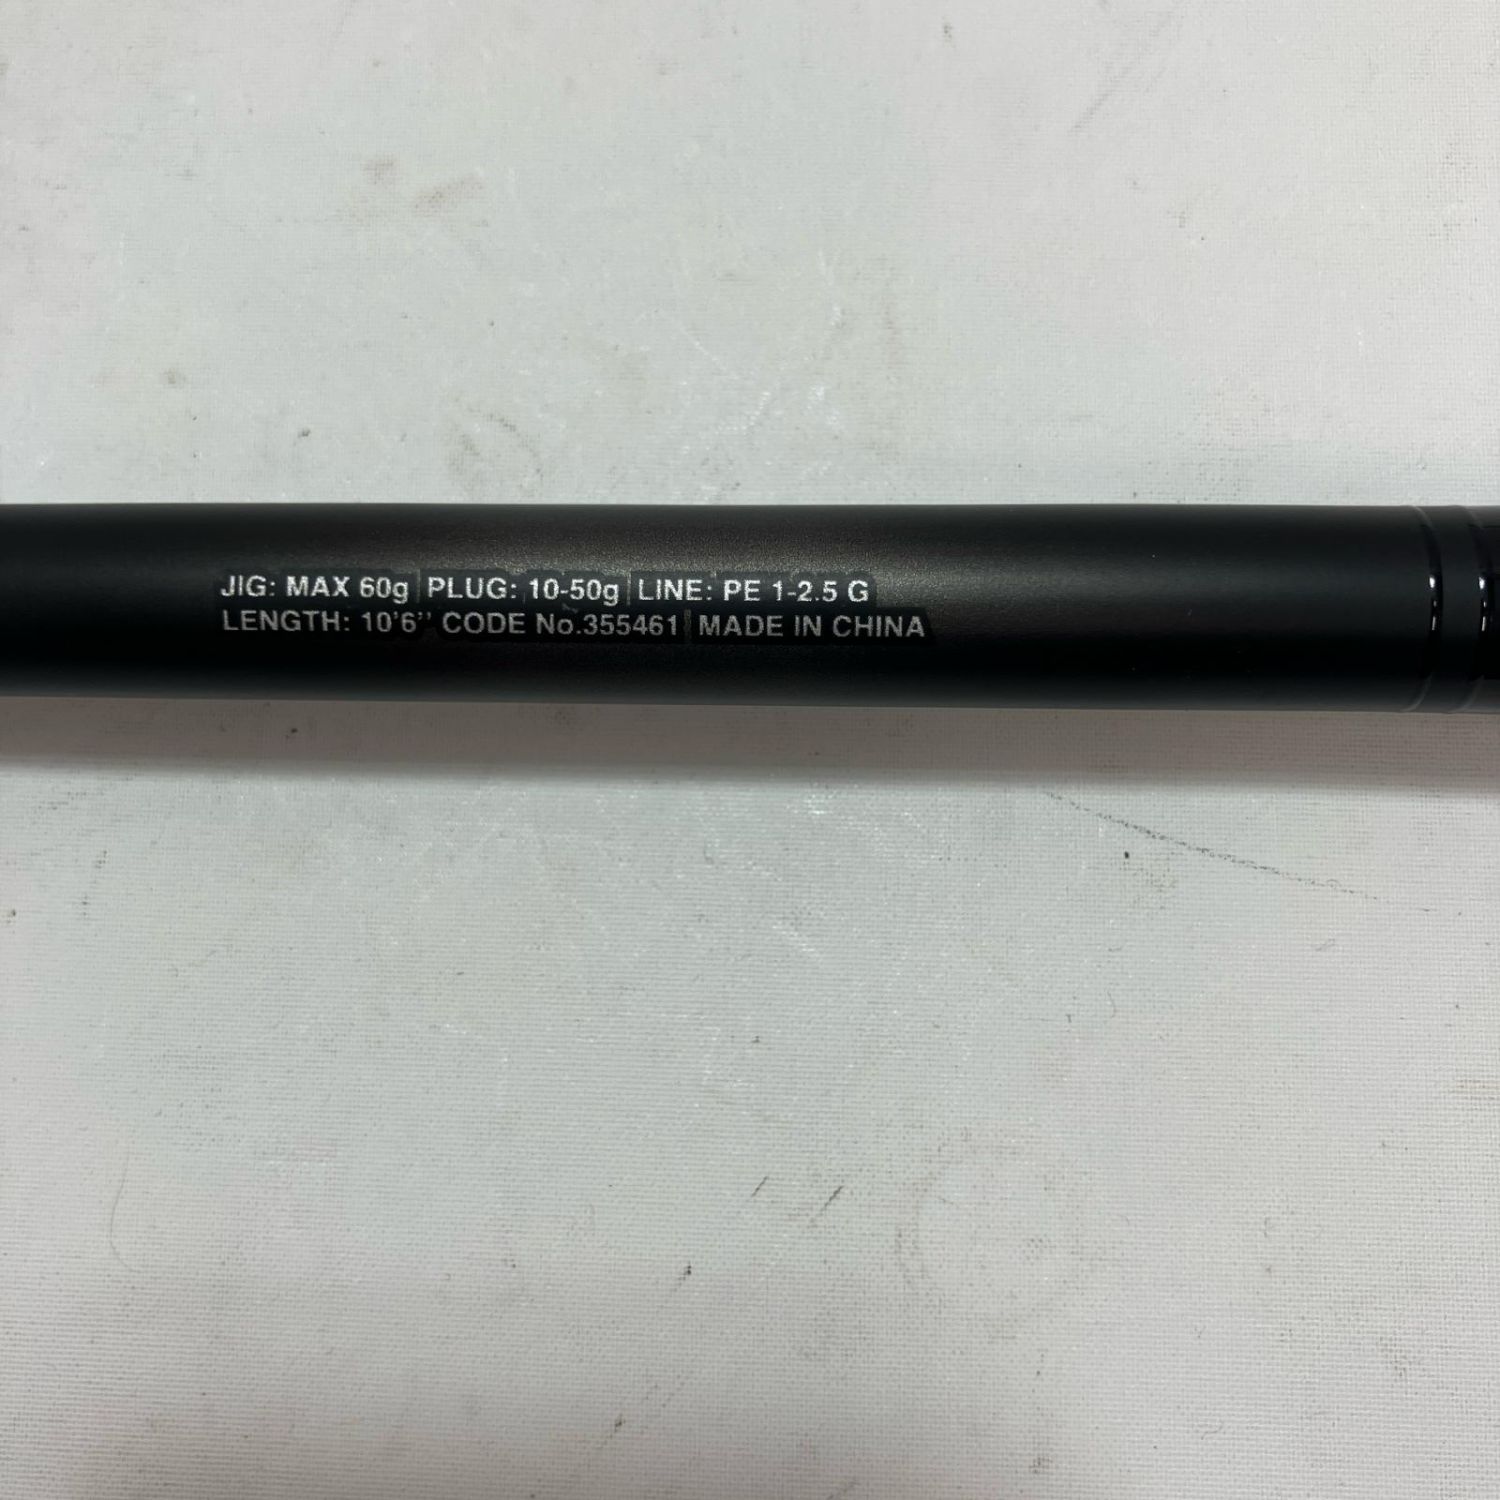 JIG: MAX 60g PLUG: 10-50g LINE: PE 1-2.5 G
LENGTH: 10'6" CODE No.355461 MADE IN CHINA